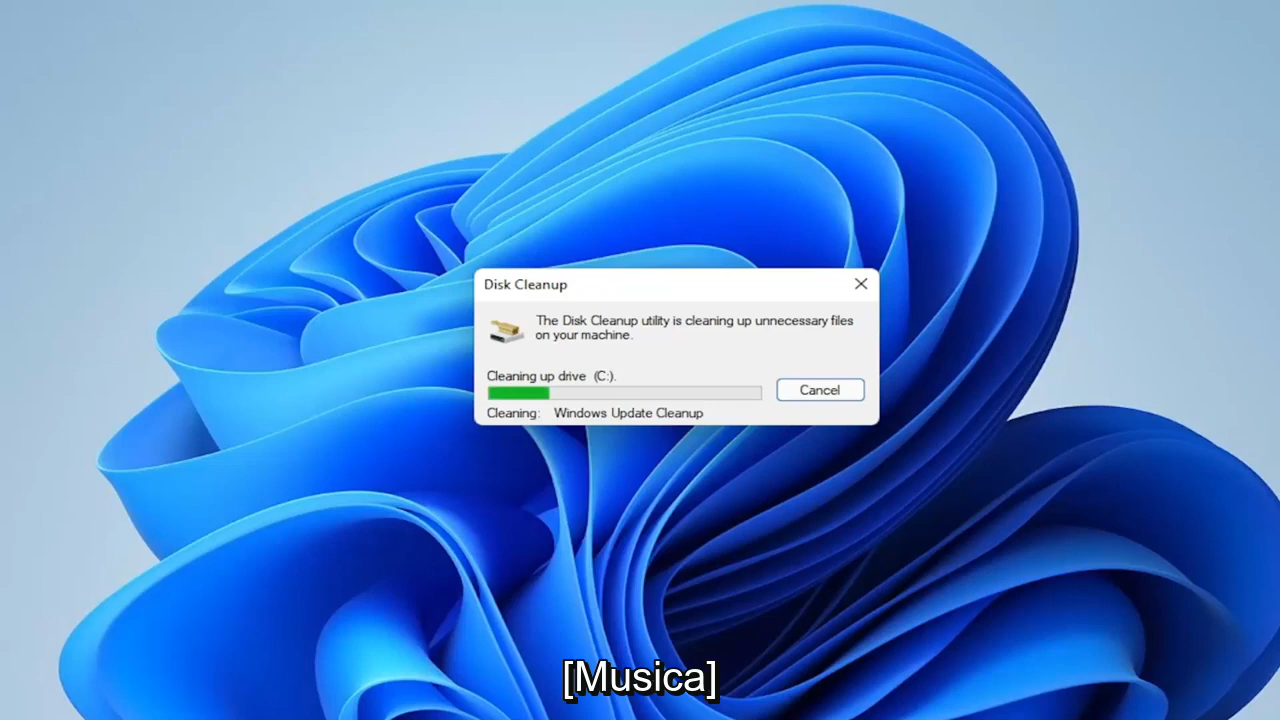 Disk Cleanup
The Disk Cleanup utility is cleaning up unnecessary files
on your machine.
Cleaning up drive (C:).
Cancel
Cleaning: Windows Update Cleanup
[Musica]